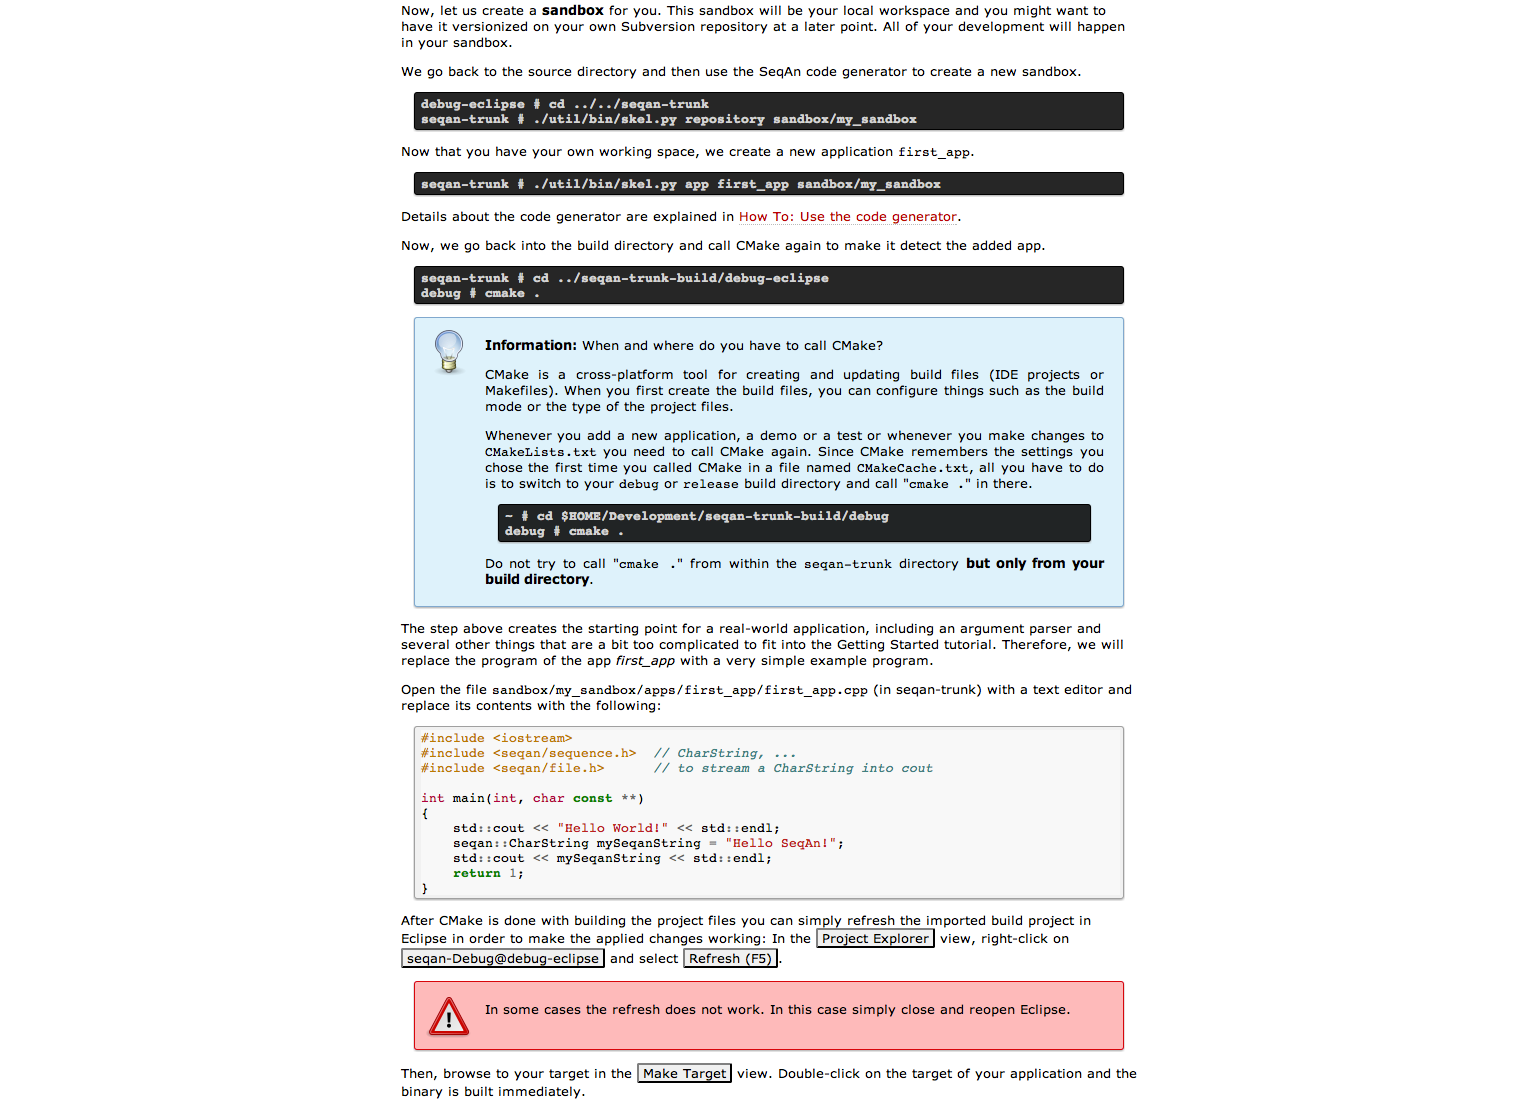 Now, let us create a sandbox for you. This sandbox will be your local workspace and you might want to
have it versionized on your own Subversion repository at a later point. All of your development will happen
in your sandbox.
We go back to the source directory and then use the SeqAn code generator to create a new sandbox.
debug-eclipse # cd ../../seqan-trunk
seqan-trunk # ./util/bin/skel.py repository sandbox/my_sandbox
Now that you have your own working space, we create a new application first_app.
seqan-trunk # ./util/bin/skel.py app first_app sandbox/my_sandbox
Details about the code generator are explained in How To: Use the code generator.
Now, we go back into the build directory and call CMake again to make it detect the added app.
seqan-trunk # cd ../seqan-trunk-build/debug-eclipse
debug # cmake .
Information: When and where do you have to call CMake?
CMake is a cross-platform tool for creating and updating build files (IDE projects or
Makefiles). When you first create the build files, you can configure things such as the build
mode or the type of the project files.
Whenever you add a new application, a demo or a test or whenever you make changes to
CMakeLists.txt you need to call CMake again. Since CMake remembers the settings you
chose the first time you called CMake in a file named CMakeCache.txt, all you have to do
is to switch to your debug or release build directory and call "cmake ." in there.
~ # cd $HOME/Development/seqan-trunk-build/debug
debug # cmake .
Do not try to call "cmake ." from within the seqan-trunk directory but only from your
build directory.
The step above creates the starting point for a real-world application, including an argument parser and
several other things that are a bit too complicated to fit into the Getting Started tutorial. Therefore, we will
replace the program of the app first_app with a very simple example program.
Open the file sandbox/my_sandbox/apps/first_app/first_app.cpp (in seqan-trunk) with a text editor and
replace its contents with the following:
#include <iostream>
#include <seqan/sequence.h>  // CharString, ...
#include <seqan/file.h>      // to stream a CharString into cout
int main(int, char const **)
{
    std::cout << "Hello World!" << std::endl;
    seqan::CharString mySeqanString = "Hello SeqAn!";
    std::cout << mySeqanString << std::endl;
    return 1;
}
After CMake is done with building the project files you can simply refresh the imported build project in
Eclipse in order to make the applied changes working: In the Project Explorer view, right-click on
seqan-Debug@debug-eclipse and select Refresh (F5).
In some cases the refresh does not work. In this case simply close and reopen Eclipse.
Then, browse to your target in the Make Target view. Double-click on the target of your application and the
binary is built immediately.